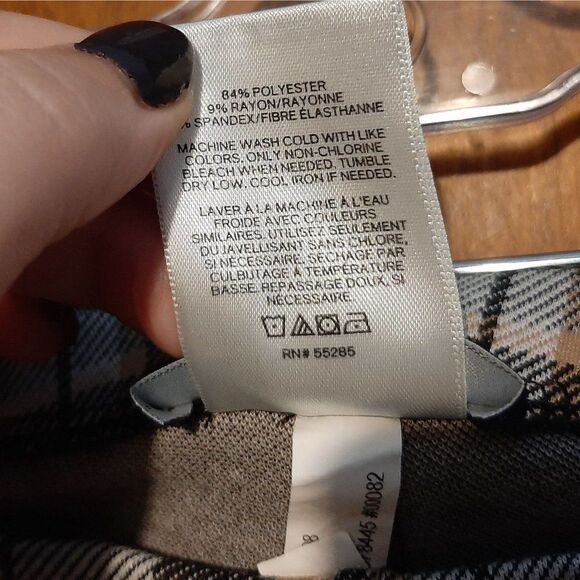 84% POLYESTER
9% RAYON/RAYONNE
% SPANDEX/FIBRE ÉLASTHANNE
MACHINE WASH COLD WITH LIKE
COLORS. ONLY NON-CHLORINE
BLEACH WHEN NEEDED. TUMBLE
DRY LOW. COOL IRON IF NEEDED.
LAVER À LA MACHINE À L'EAU
FROIDE AVEC COULEURS
SIMILAIRES. UTILISEZ SEULEMENT
DU JAVELLISANT SANS CHLORE,
SI NÉCESSAIRE. SÉCHAGE PAR
CULBUTAGE À TEMPÉRATURE
BASSE. REPASSAGE DOUX, SI
NÉCESSAIRE.
RN# 55285
8445 #0082